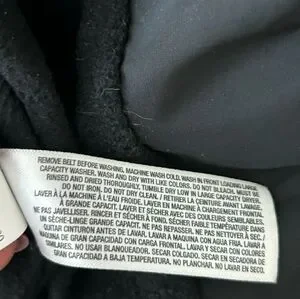 REMOVE BELT BEFORE WASHING, MACHINE WASH COLD. WASH IN FRONT LOADING LARGE
CAPACITY WASHER, WASH AND DRY WITH LIKE COLORS. DO NOT BLEACH. MUST BE
RINSED AND DRIED THOROUGHLY, TUMBLE DRY LOW IN LARGE CAPACITY DRYER.
DO NOT IRON, DO NOT DRY CLEAN. / RETIREZ LA CEINTURE AVANT LAVAGE.
LAVER À LA MACHINE À L'EAU FROIDE. LAVER EN MACHINE À CHARGEMENT FRONTAL
À GRANDE CAPACITÉ. LAVER ET SÉCHER AVEC DES COULEURS SEMBLABLES.
NE PAS JAVELLISER. RINCER ET SÉCHER À FOND, SÉCHER FAIBLE TEMPÉRATURE DANS
UN SÈCHE-LINGE GRANDE CAPACITÉ. NE PAS REPASSER. NE PAS NETTOYER À SEC./
QUITAR CINTURÓN ANTES DE LAVAR. LAVAR A MAQUINA CON AGUA FRIA. LAVAR EN
MAQUINA DE GRAN CAPACIDAD CON CARGA FRONTAL. LAVAR Y SECAR CON COLORES
SIMILARES. NO USAR BLANQUEADOR. SECAR COLGADO. SECAR EN SECADORA DE
GRAN CAPACIDAD A BAJA TEMPERATURA. NO PLANCHAR. NO LAVAR EN SECO.